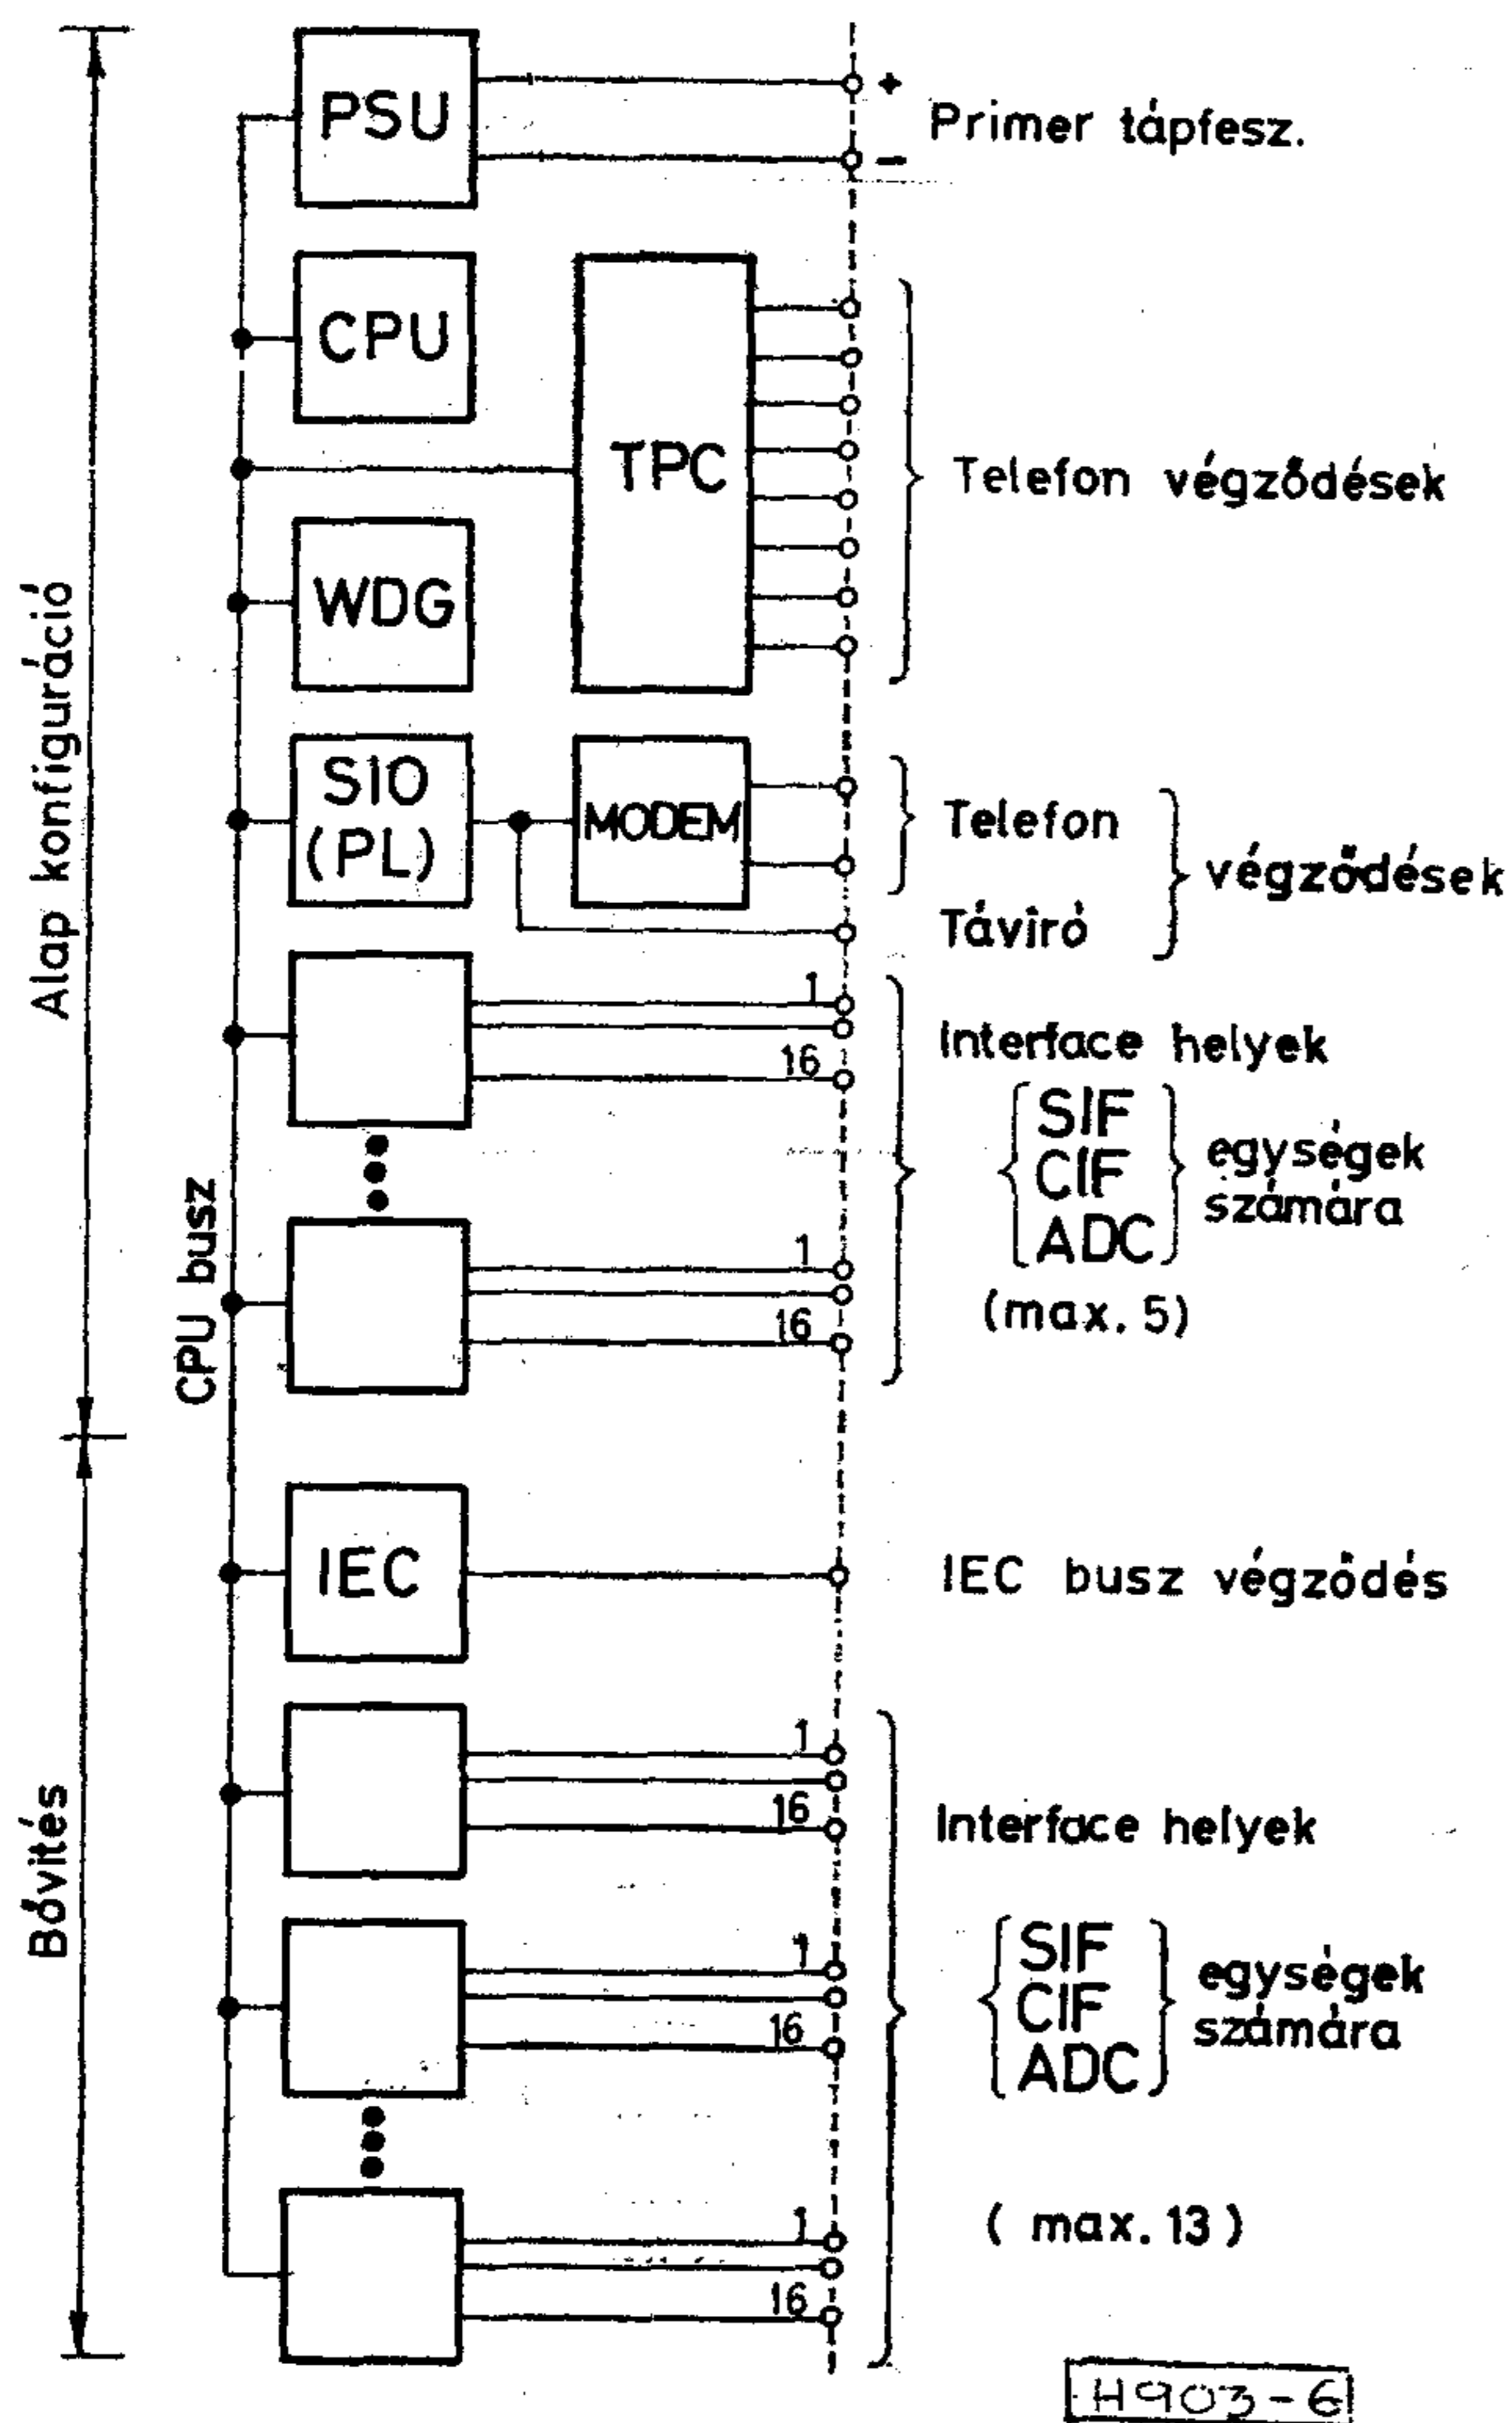 PSU
+
Primer tápfesz.
-
CPU
TPC
Telefon végződések
WDG
Alap konfiguráció
SIO
(PL)
MODEM
Telefon
Távíró
végződések
1
16
Interface helyek
SIF
CIF
ADC
egységek
számára
(max. 5)
1
16
CPU busz
IEC
IEC busz végződés
Bővítés
1
16
Interface helyek
1
16
SIF
CIF
ADC
egységek
számára
(max. 13)
1
16
H903-6